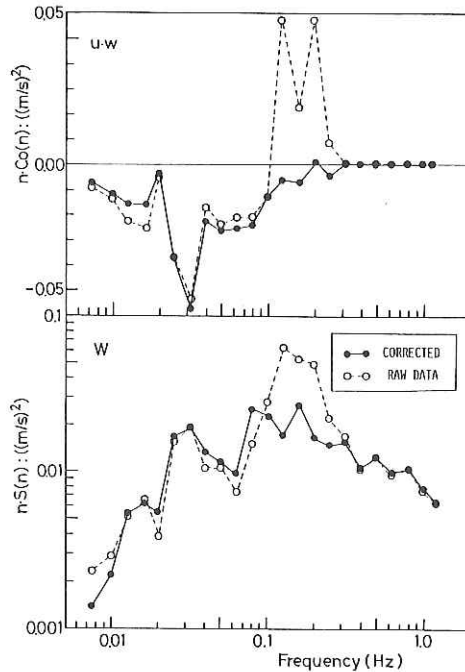 0.05
u·w
n·Co(n) : ((m/s)²)
0.00
-0.05
0.1
W
CORRECTED
RAW DATA
n·S(n) : ((m/s)²)
0.01
0.001
0.01 0.1 1.0
Frequency (Hz)